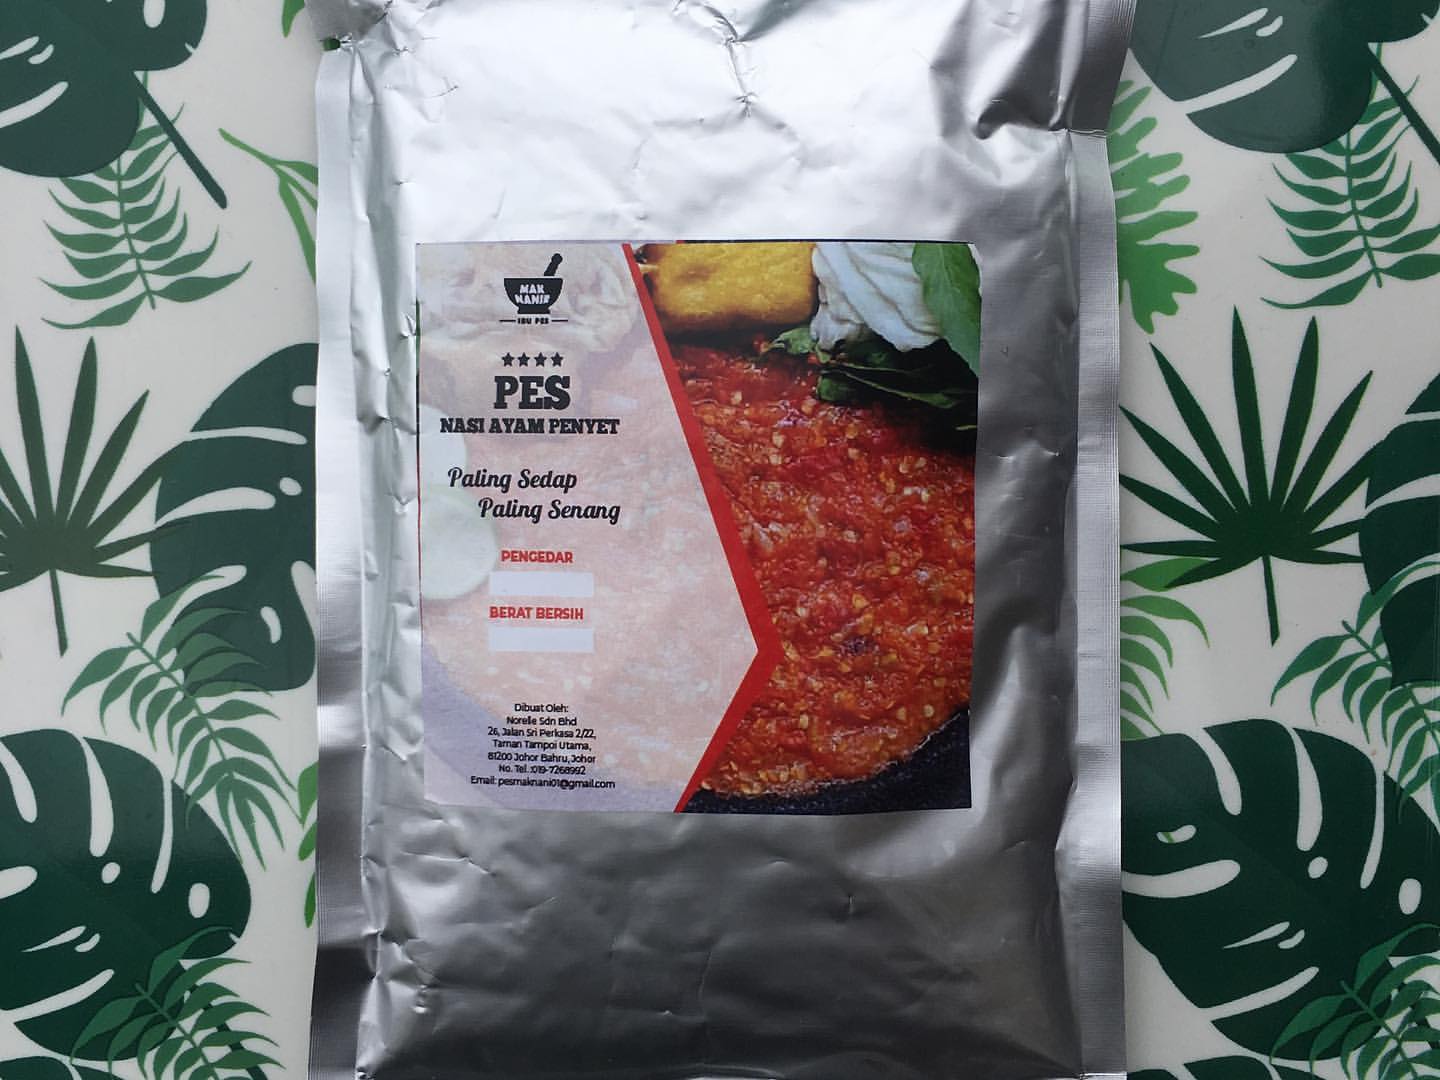 MAK
NANIE
IBU PES
PES
NASI AYAM PENYET
Paling Sedap
Paling Senang
PENGEDAR
BERAT BERSIH
Dibuat Oleh:
Norelle Sdn Bhd
26, Jalan Sri Perkasa 2/22,
Taman Tampoi Utama,
81200 Johor Bahru, Johor
No. Tel.:019-7268992
Email: pesmaknani01@gmail.com